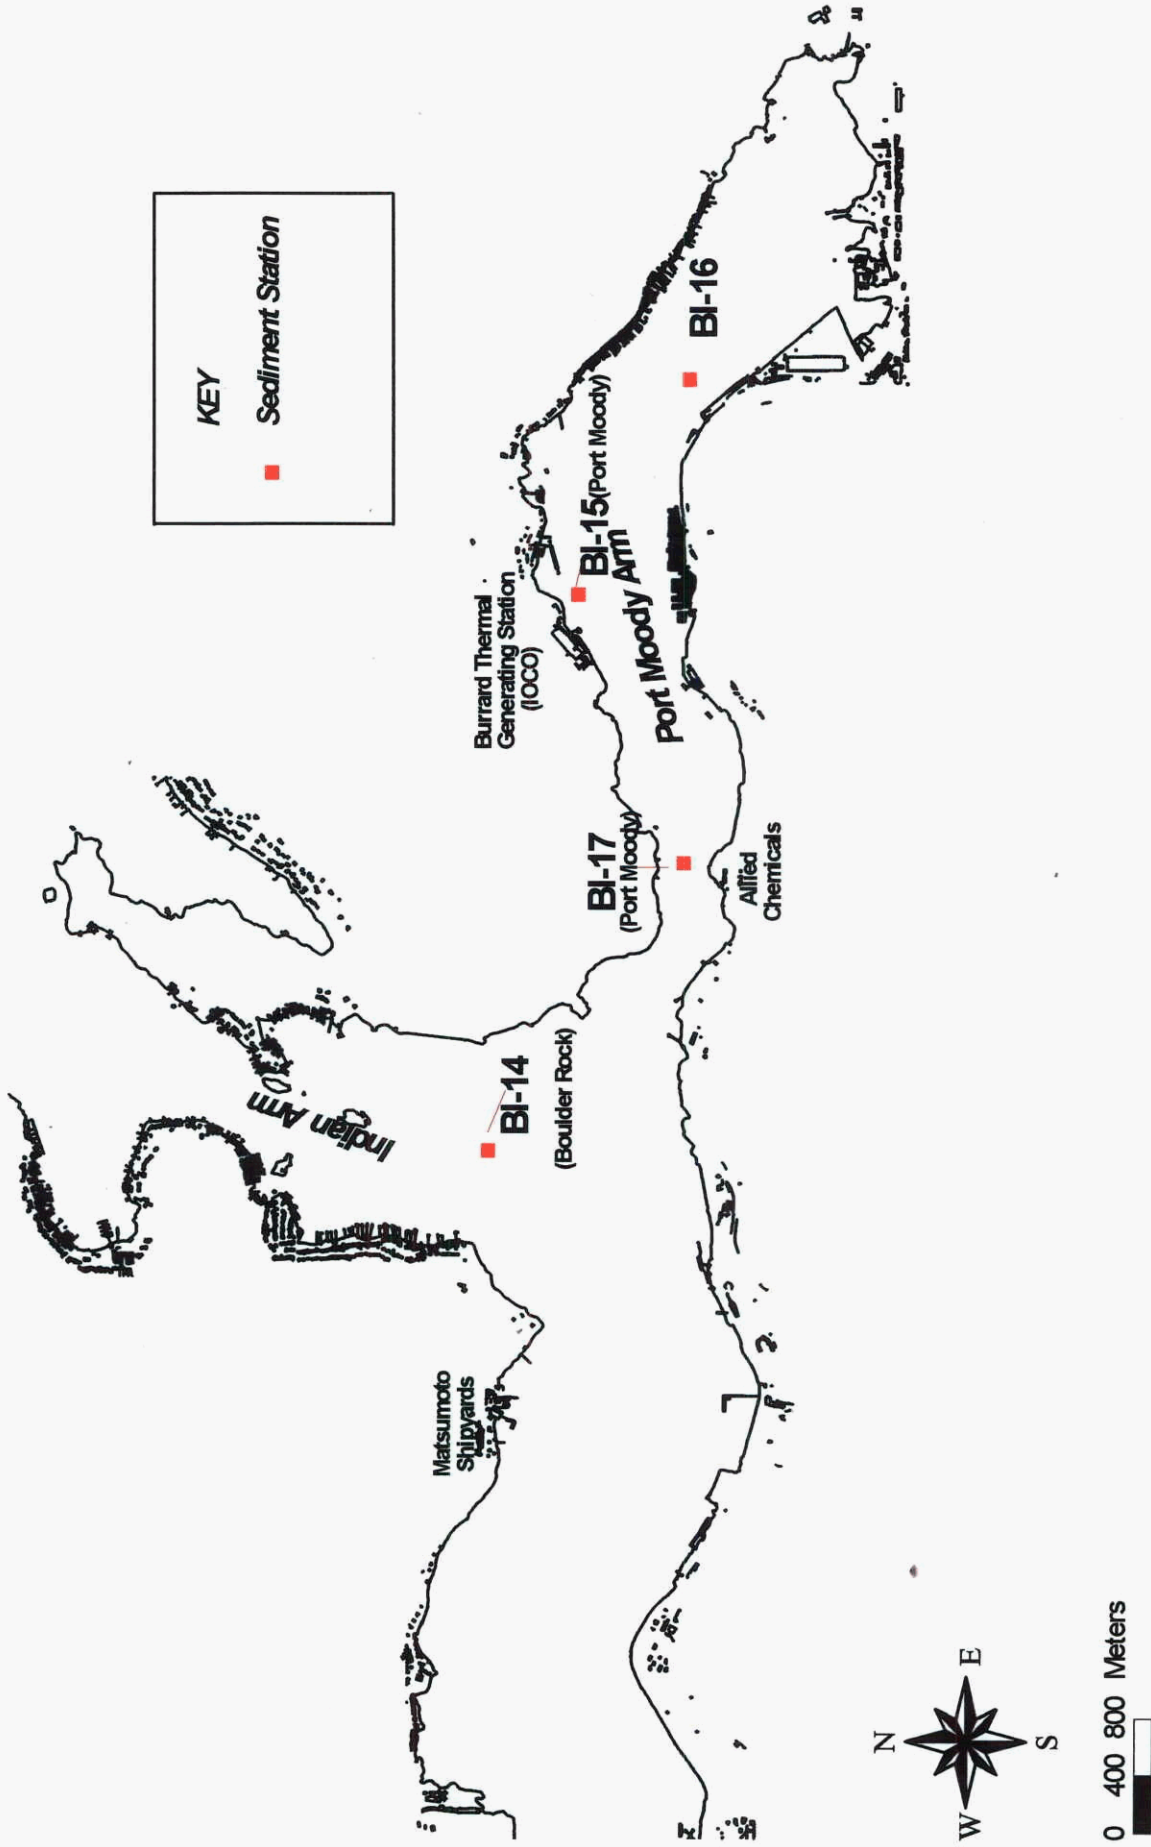 KEY
Sediment Station
Indian Arm
BI-14
(Boulder Rock)
Matsumoto
Shipyards
Burrard Thermal
Generating Station
(IOCO)
BI-17
(Port Moody)
BI-15(Port Moody)
Port Moody Arm
BI-16
Allied
Chemicals
N
W
E
S
0 400 800 Meters